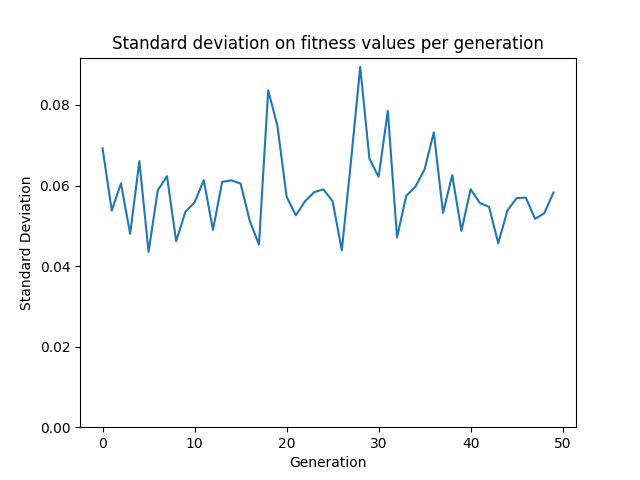 Standard deviation on fitness values per generation
0.08
0.06
0.04
0.02
0.00
Standard Deviation
0 10 20 30 40 50
Generation